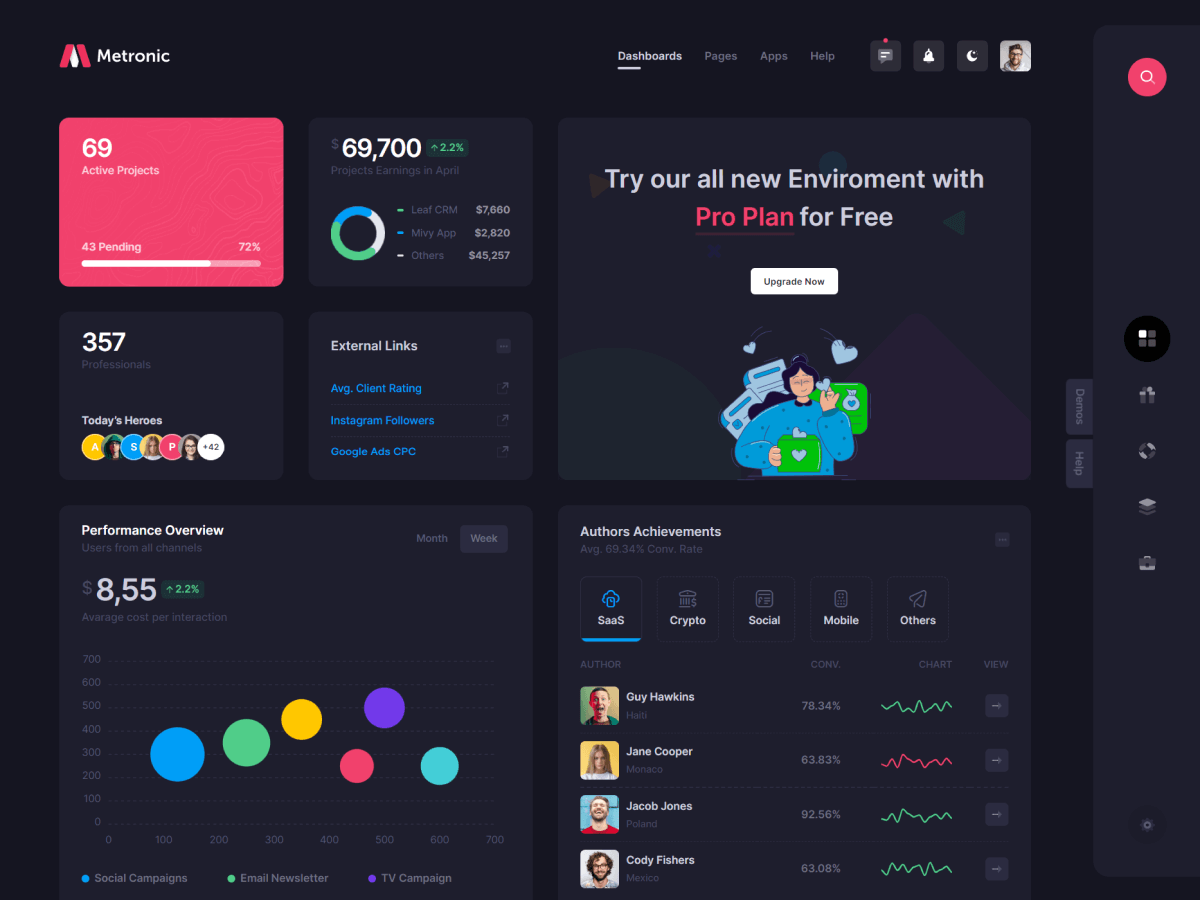 Metronic
Dashboards Pages Apps Help
69
Active Projects
43 Pending 72%
$ 69,700 2.2%
Projects Earnings in April
Leaf CRM $7,660
Mivy App $2,820
Others $45,257
Try our all new Enviroment with
Pro Plan for Free
Upgrade Now
357
Professionals
Today's Heroes
A S P +42
External Links
Avg. Client Rating
Instagram Followers
Google Ads CPC
Demos
Help
Performance Overview
Users from all channels
Month Week
$ 8,55 2.2%
Avarage cost per interaction
700
600
500
400
300
200
100
0
0 100 200 300 400 500 600 700
Social Campaigns Email Newsletter TV Campaign
Authors Achievements
Avg. 69.34% Conv. Rate
SaaS Crypto Social Mobile Others
AUTHOR CONV. CHART VIEW
Guy Hawkins
Haiti
78.34%
Jane Cooper
Monaco
63.83%
Jacob Jones
Poland
92.56%
Cody Fishers
Mexico
63.08%